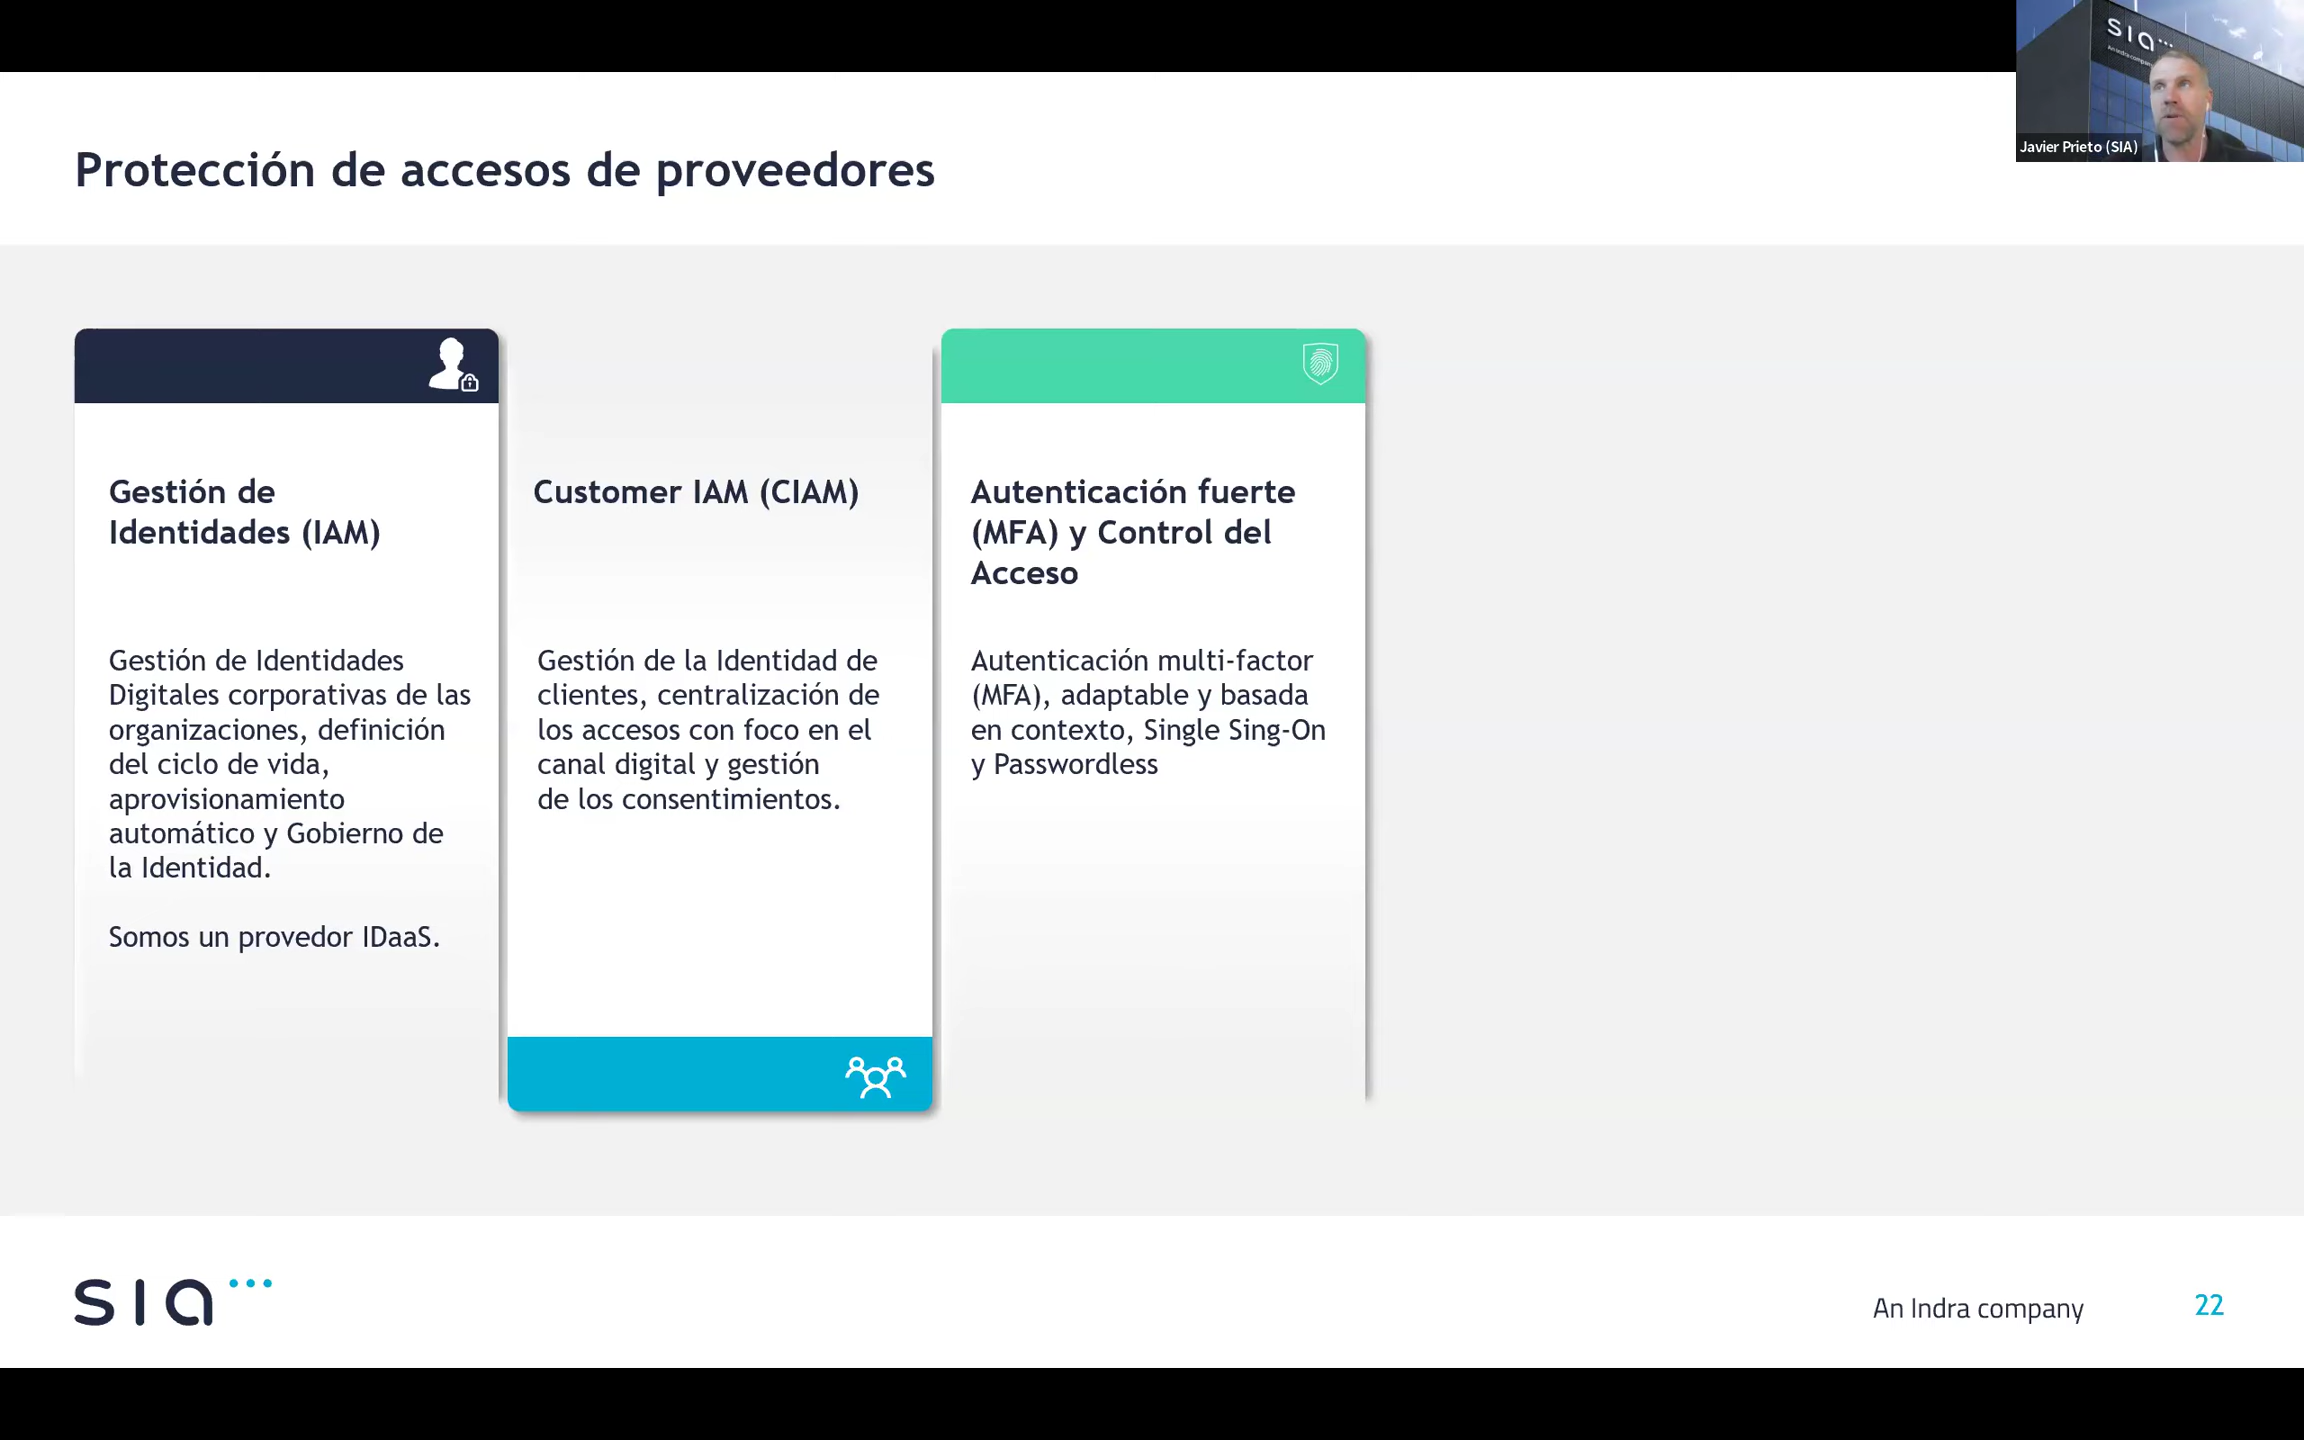 sia
An Indra company
Javier Prieto (SIA)
Protección de accesos de proveedores
Gestión de
Identidades (IAM)
Gestión de Identidades
Digitales corporativas de las
organizaciones, definición
del ciclo de vida,
aprovisionamiento
automático y Gobierno de
la Identidad.
Somos un provedor IDaaS.
Customer IAM (CIAM)
Gestión de la Identidad de
clientes, centralización de
los accesos con foco en el
canal digital y gestión
de los consentimientos.
Autenticación fuerte
(MFA) y Control del
Acceso
Autenticación multi-factor
(MFA), adaptable y basada
en contexto, Single Sing-On
y Passwordless
sia
An Indra company
22